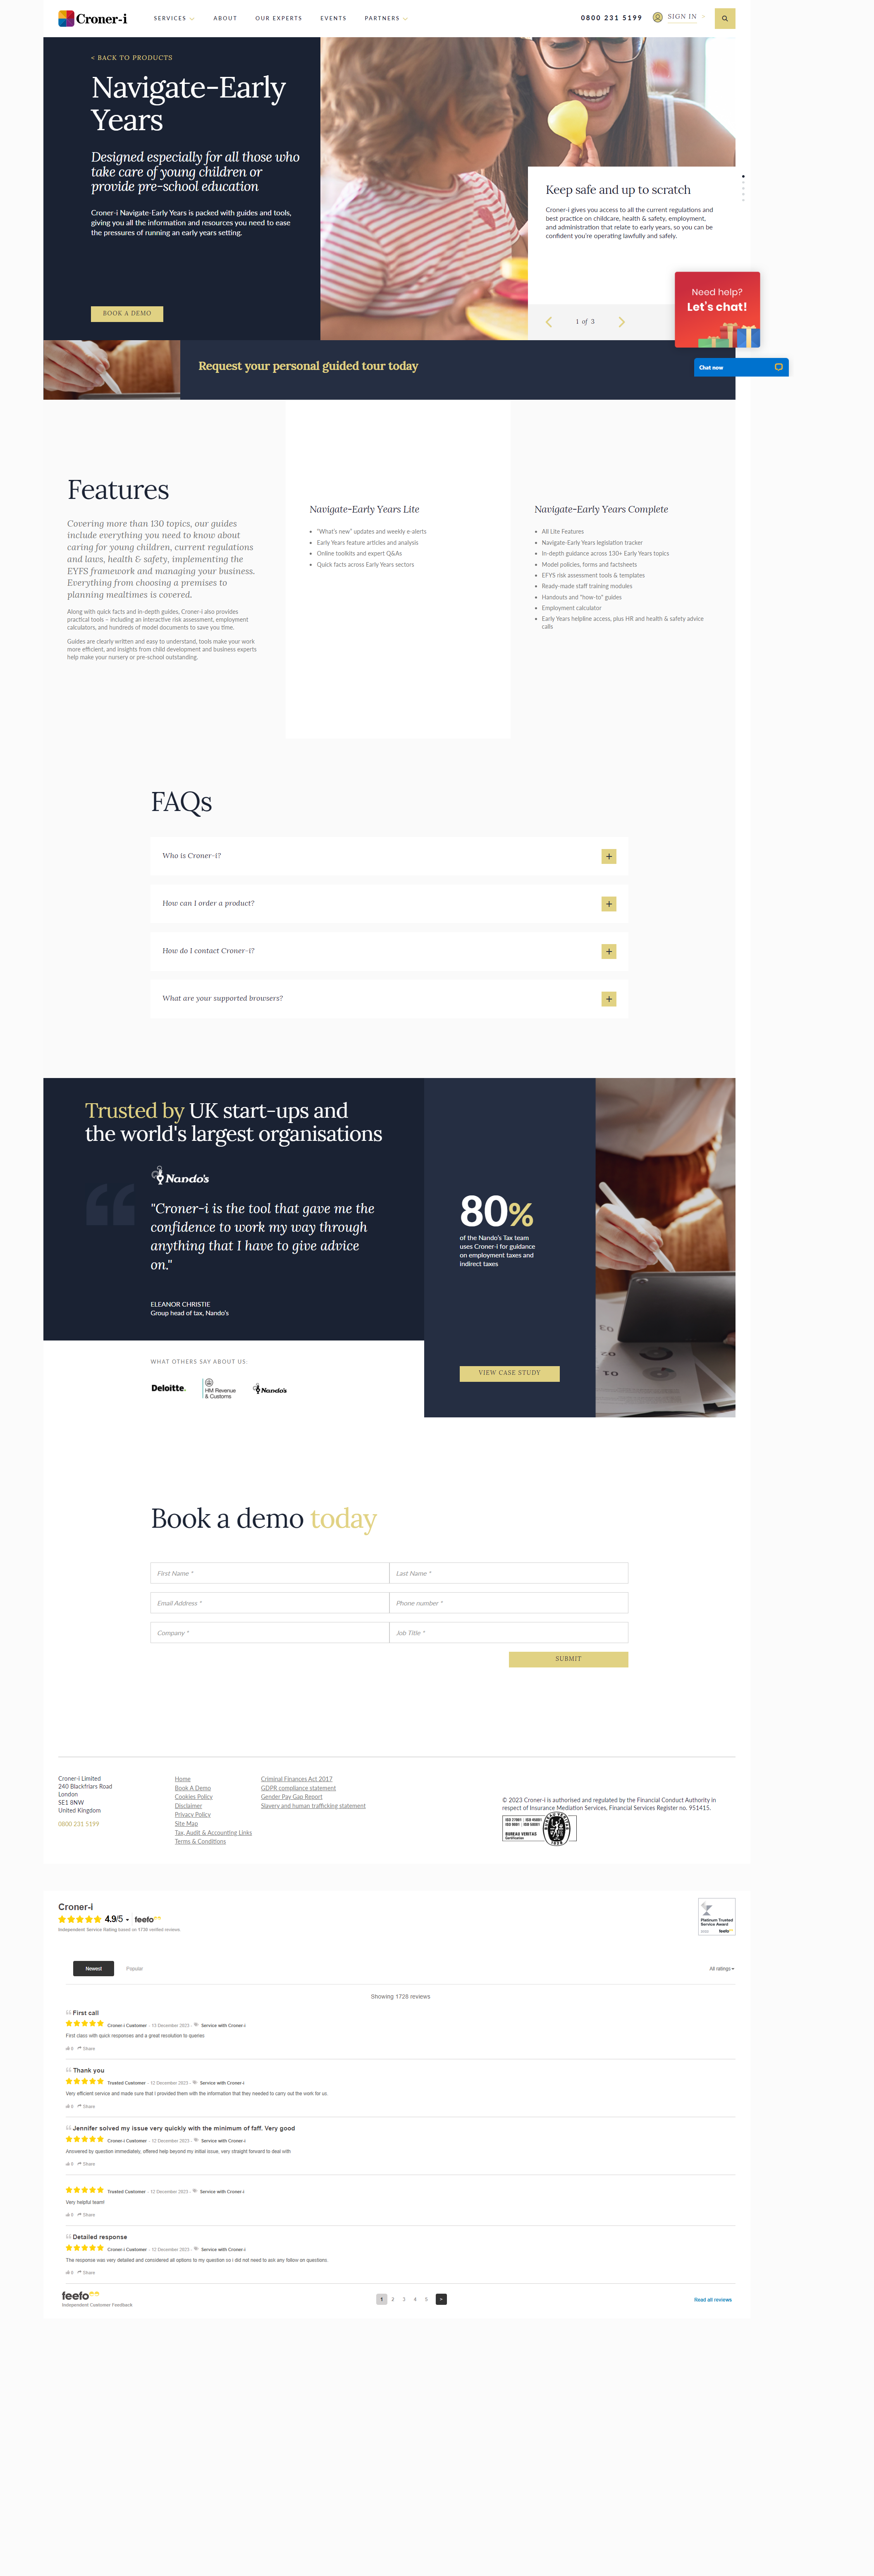 Croner-i
SERVICES
ABOUT
OUR EXPERTS
EVENTS
PARTNERS
0800 231 5199
SIGN IN
< BACK TO PRODUCTS
Navigate-Early
Years
Designed especially for all those who
take care of young children or
provide pre-school education
Croner-i Navigate-Early Years is packed with guides and tools,
giving you all the information and resources you need to ease
the pressures of running an early years setting.
BOOK A DEMO
Keep safe and up to scratch
Croner-i gives you access to all the current regulations and
best practice on childcare, health & safety, employment,
and administration that relate to early years, so you can be
confident you're operating lawfully and safely.
1 of 3
Need help?
Let's chat!
Chat now
Request your personal guided tour today
Features
Covering more than 130 topics, our guides
include everything you need to know about
caring for young children, current regulations
and laws, health & safety, implementing the
EYFS framework and managing your business.
Everything from choosing a premises to
planning mealtimes is covered.
Along with quick facts and in-depth guides, Croner-i also provides
practical tools – including an interactive risk assessment, employment
calculators, and hundreds of model documents to save you time.
Guides are clearly written and easy to understand, tools make your work
more efficient, and insights from child development and business experts
help make your nursery or pre-school outstanding.
Navigate-Early Years Lite
"What's new" updates and weekly e-alerts
Early Years feature articles and analysis
Online toolkits and expert Q&As
Quick facts across Early Years sectors
Navigate-Early Years Complete
All Lite Features
Navigate-Early Years legislation tracker
In-depth guidance across 130+ Early Years topics
Model policies, forms and factsheets
EFYS risk assessment tools & templates
Ready-made staff training modules
Handouts and "how-to" guides
Employment calculator
Early Years helpline access, plus HR and health & safety advice
calls
FAQs
Who is Croner-i?
How can I order a product?
How do I contact Croner-i?
What are your supported browsers?
Trusted by UK start-ups and
the world's largest organisations
Nando's
"Croner-i is the tool that gave me the
confidence to work my way through
anything that I have to give advice
on."
ELEANOR CHRISTIE
Group head of tax, Nando's
80%
of the Nando's Tax team
uses Croner-i for guidance
on employment taxes and
indirect taxes
VIEW CASE STUDY
WHAT OTHERS SAY ABOUT US:
Deloitte.
HM Revenue
& Customs
Nando's
Book a demo today
First Name *
Last Name *
Email Address *
Phone number *
Company *
Job Title *
SUBMIT
Croner-i Limited
240 Blackfriars Road
London
SE1 8NW
United Kingdom
0800 231 5199
Home
Book A Demo
Cookies Policy
Disclaimer
Privacy Policy
Site Map
Tax, Audit & Accounting Links
Terms & Conditions
Criminal Finances Act 2017
GDPR compliance statement
Gender Pay Gap Report
Slavery and human trafficking statement
© 2023 Croner-i is authorised and regulated by the Financial Conduct Authority in
respect of Insurance Mediation Services, Financial Services Register no. 951415.
BUREAU VERITAS
Certification
Croner-i
4.9/5
feefo
Independent Service Rating based on 1728 verified reviews
Platinum Trusted
Service Award
feefo
Newest
Popular
All ratings
Showing 1728 reviews
First call
Croner-i Customer - 13 December 2023 - Service with Croner-i
First class with quick responses and a great resolution to queries
0 Share
Thank you
Trusted Customer - 12 December 2023 - Service with Croner-i
Very efficient service and made sure that I provided them with the information that they needed to carry out the work for us.
0 Share
Jennifer solved my issue very quickly with the minimum of faff. Very good
Croner-i Customer - 12 December 2023 - Service with Croner-i
Answered by question immediately, offered help beyond my initial issue, very straight forward to deal with
0 Share
Trusted Customer - 12 December 2023 - Service with Croner-i
Very helpful team!
0 Share
Detailed response
Croner-i Customer - 12 December 2023 - Service with Croner-i
The response was very detailed and considered all options to my question so i did not need to ask any follow on questions.
0 Share
feefo
Independent Customer Feedback
1 2 3 4 5 >
Read all reviews